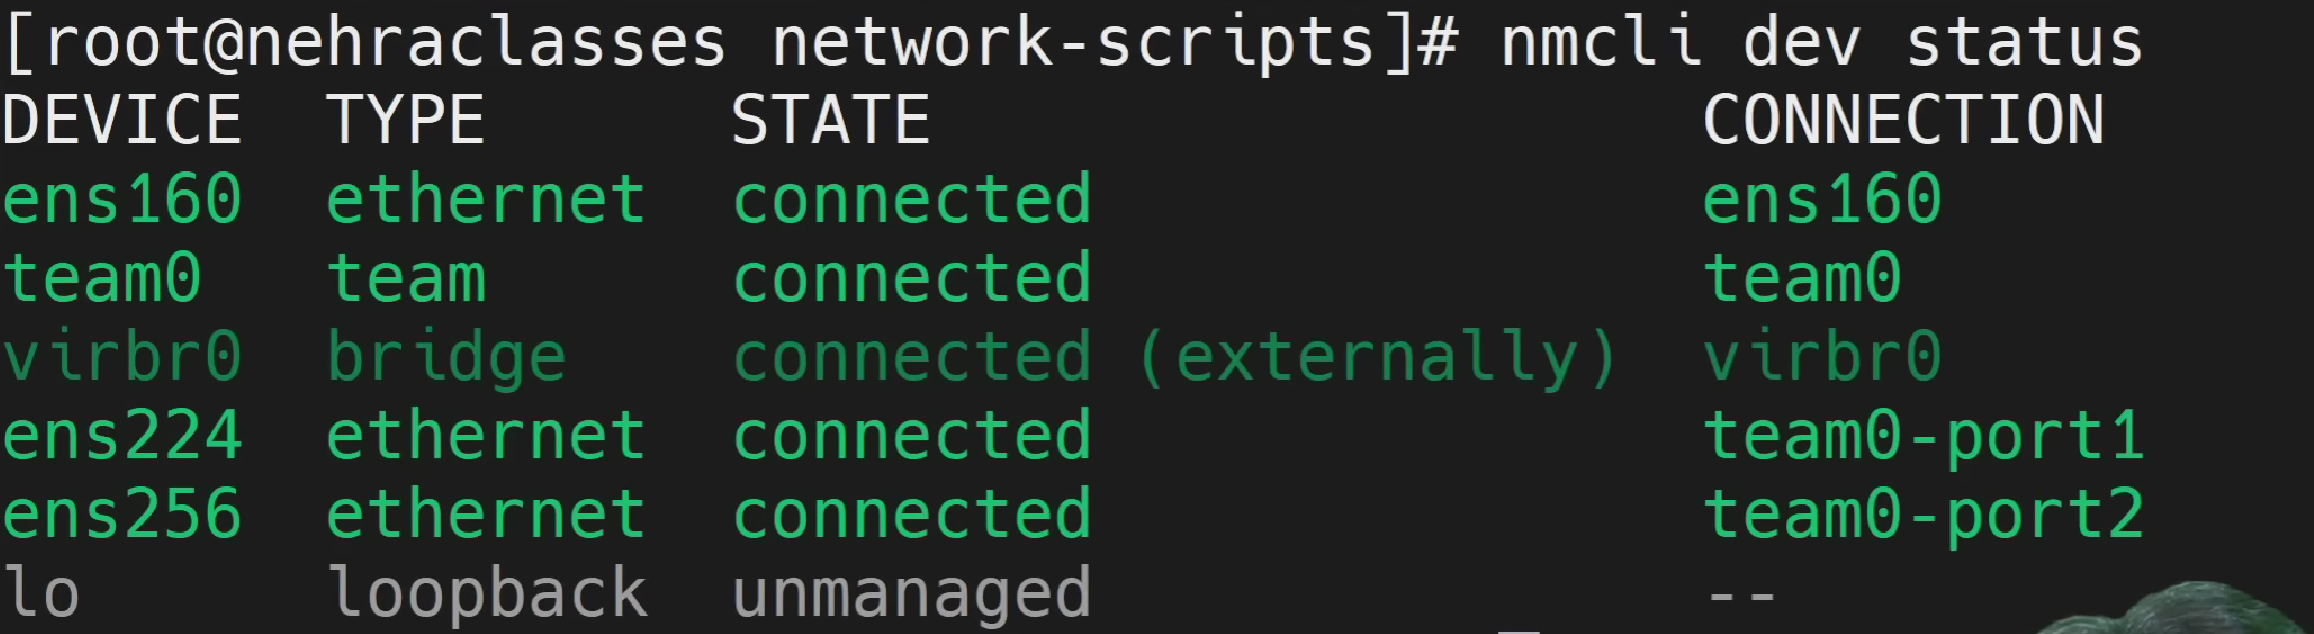 [root@nehraclasses network-scripts]# nmcli dev status
DEVICE  TYPE      STATE                   CONNECTION
ens160  ethernet  connected               ens160
team0   team      connected               team0
virbr0  bridge    connected (externally)  virbr0
ens224  ethernet  connected               team0-port1
ens256  ethernet  connected               team0-port2
lo      loopback  unmanaged               --